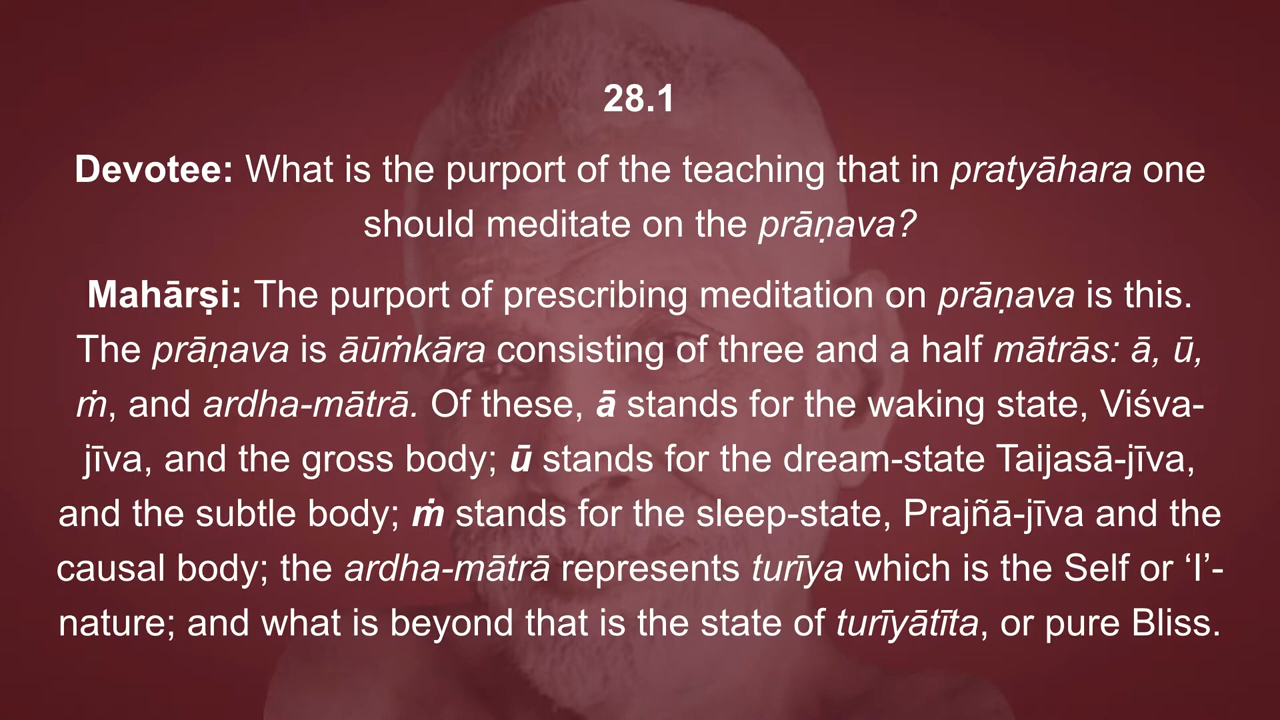 28.1
Devotee: What is the purport of the teaching that in pratyāhara one
should meditate on the prāṇava?
Mahārṣi: The purport of prescribing meditation on prāṇava is this.
The prāṇava is āūṁkāra consisting of three and a half mātrās: ā, ū,
ṁ, and ardha-mātrā. Of these, ā stands for the waking state, Viśva-
jīva, and the gross body; ū stands for the dream-state Taijasā-jīva,
and the subtle body; ṁ stands for the sleep-state, Prajñā-jīva and the
causal body; the ardha-mātrā represents turīya which is the Self or ‘I’-
nature; and what is beyond that is the state of turīyātīta, or pure Bliss.